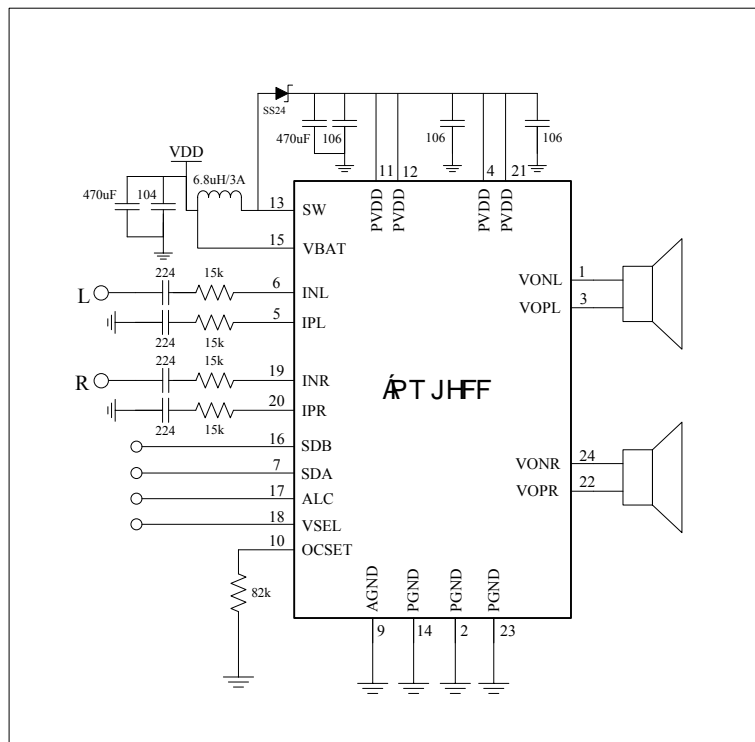 SS24
470uF
106
106
106
VDD
6.8uH/3A
470uF
104
11
12
4
21
PVDD
PVDD
PVDD
PVDD
13
SW
15
VBAT
224
15k
L
6
INL
5
IPL
224
15k
224
15k
R
19
INR
20
IPR
224
15k
16
SDB
7
SDA
17
ALC
18
VSEL
10
OCSET
82k
VONL
1
VOPL
3
VONR
24
VOPR
22
AGND
PGND
PGND
PGND
9
14
2
23